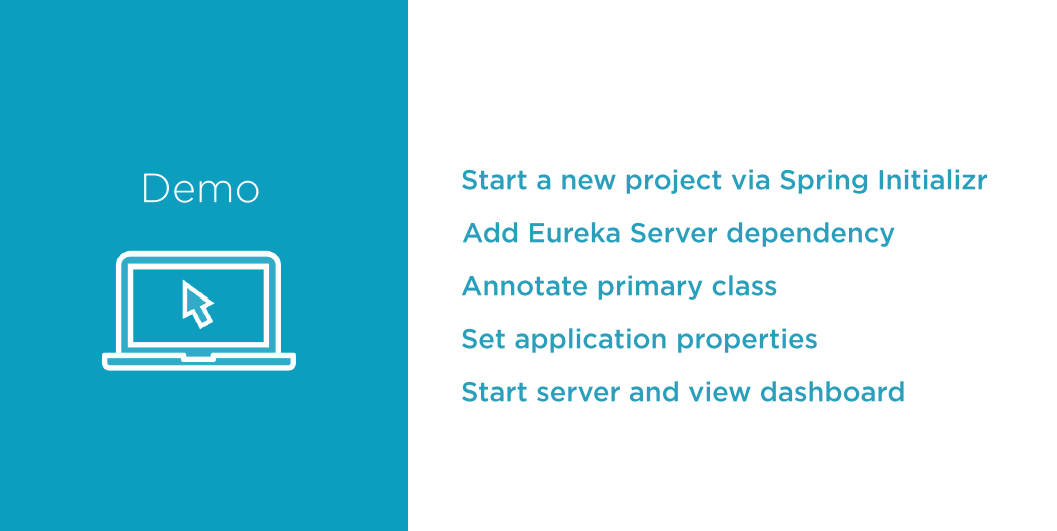 Demo
Start a new project via Spring Initializr
Add Eureka Server dependency
Annotate primary class
Set application properties
Start server and view dashboard